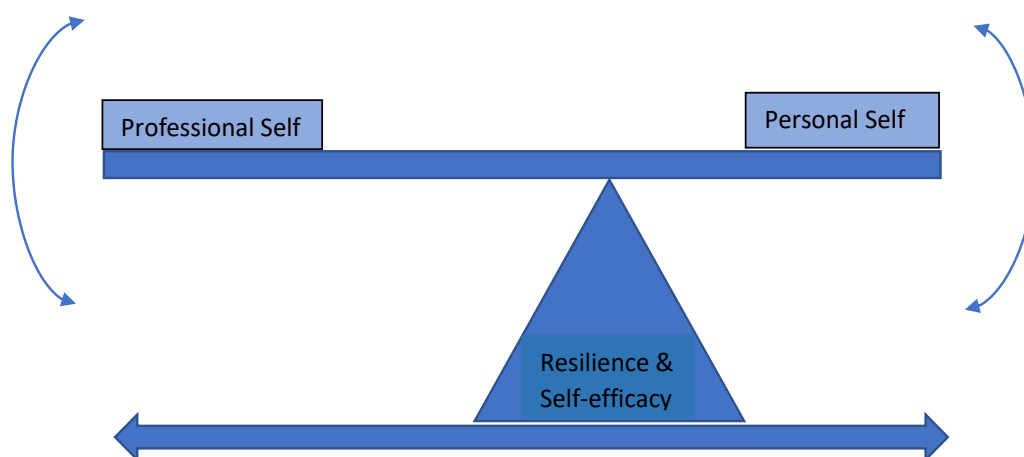 Professional Self
Personal Self
Resilience &
Self-efficacy